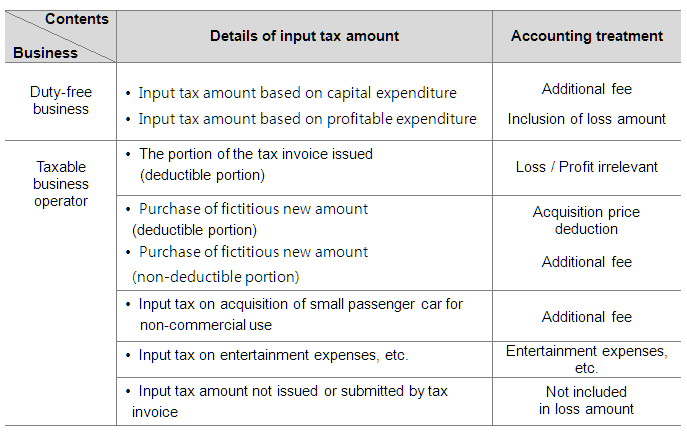 Contents
Business
Details of input tax amount
Accounting treatment
Duty-free
business
• Input tax amount based on capital expenditure
• Input tax amount based on profitable expenditure
Additional fee
Inclusion of loss amount
Taxable
business
operator
• The portion of the tax invoice issued
(deductible portion)
Loss / Profit irrelevant
• Purchase of fictitious new amount
(deductible portion)
• Purchase of fictitious new amount
(non-deductible portion)
Acquisition price
deduction
Additional fee
• Input tax on acquisition of small passenger car for
non-commercial use
Additional fee
• Input tax on entertainment expenses, etc.
Entertainment expenses,
etc.
• Input tax amount not issued or submitted by tax
invoice
Not included
in loss amount